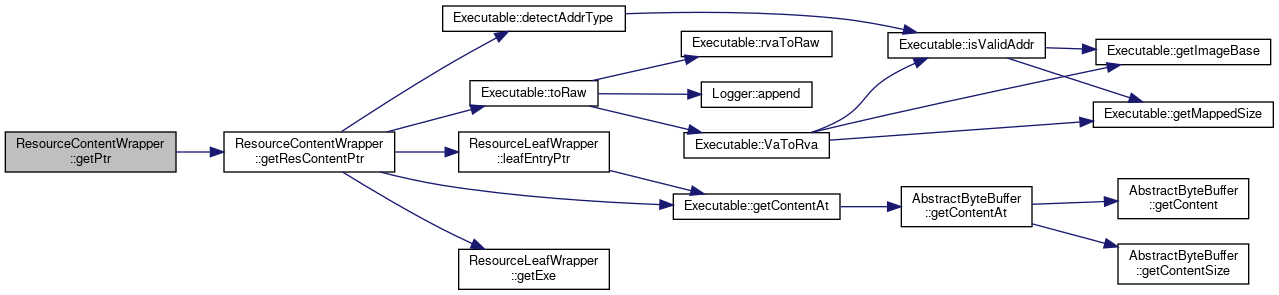 ResourceContentWrapper
::getPtr
ResourceContentWrapper
::getResContentPtr
Executable::detectAddrType
Executable::toRaw
ResourceLeafWrapper
::leafEntryPtr
ResourceLeafWrapper
::getExe
Executable::rvaToRaw
Logger::append
Executable::VaToRva
Executable::getContentAt
Executable::isValidAddr
AbstractByteBuffer
::getContentAt
Executable::getImageBase
Executable::getMappedSize
AbstractByteBuffer
::getContent
AbstractByteBuffer
::getContentSize